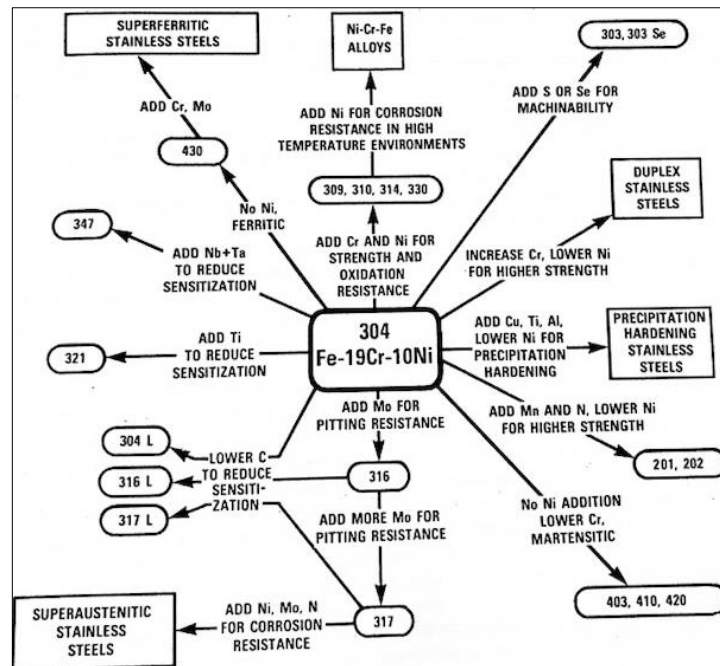 SUPERFERRITIC
STAINLESS STEELS
Ni-Cr-Fe
ALLOYS
303, 303 Se
ADD Cr, Mo
ADD Ni FOR CORROSION
RESISTANCE IN HIGH
TEMPERATURE ENVIRONMENTS
ADD S OR Se FOR
MACHINABILITY
430
309, 310, 314, 330
DUPLEX
STAINLESS
STEELS
347
No Ni,
FERRITIC
ADD Nb+Ta
TO REDUCE
SENSITIZATION
ADD Cr AND Ni FOR
STRENGTH AND
OXIDATION
RESISTANCE
INCREASE Cr, LOWER Ni
FOR HIGHER STRENGTH
304
Fe-19Cr-10Ni
ADD Cu, Ti, Al,
LOWER Ni FOR
PRECIPITATION
HARDENING
PRECIPITATION
HARDENING
STAINLESS
STEELS
321
ADD Ti
TO REDUCE
SENSITIZATION
ADD Mo FOR
PITTING RESISTANCE
ADD Mn AND N, LOWER Ni
FOR HIGHER STRENGTH
201, 202
304 L
316 L
317 L
LOWER C
TO REDUCE
SENSITI-
ZATION
316
ADD MORE Mo FOR
PITTING RESISTANCE
No Ni ADDITION
LOWER Cr,
MARTENSITIC
403, 410, 420
317
ADD Ni, Mo, N
FOR CORROSION
RESISTANCE
SUPERAUSTENITIC
STAINLESS
STEELS